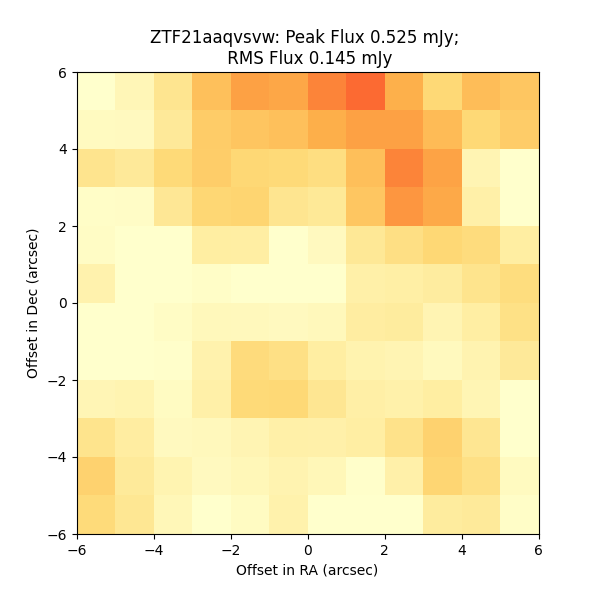 ZTF21aaqvsvw: Peak Flux 0.525 mJy;
RMS Flux 0.145 mJy
6
4
2
0
−2
−4
−6
Offset in Dec (arcsec)
−6 −4 −2 0 2 4 6
Offset in RA (arcsec)